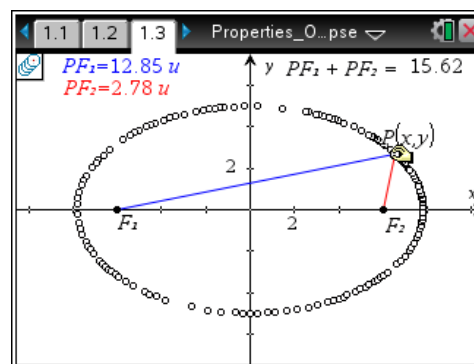 1.1 1.2 1.3 Properties_O…pse
PF₁=12.85 u
PF₂=2.78 u
y PF₁ + PF₂ = 15.62
P(x,y)
2
x
F₁ 2 F₂